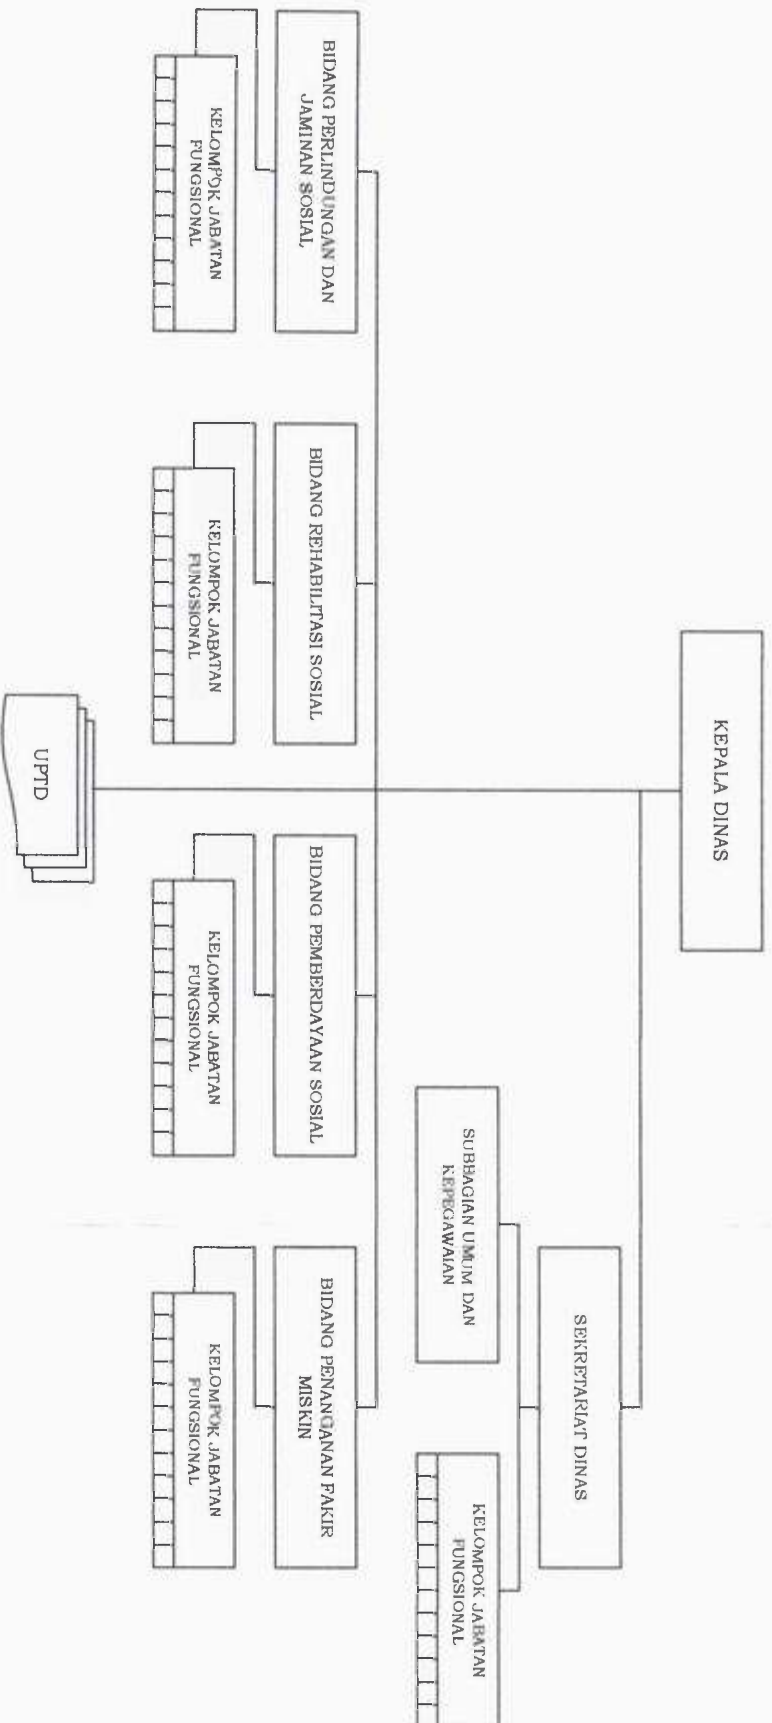 KEPALA DINAS
SEKRETARIAT DINAS
SUBBAGIAN UMUM DAN
KEPEGAWAIAN
KELOMPOK JABATAN
FUNGSIONAL
BIDANG PERLINDUNGAN DAN
JAMINAN SOSIAL
BIDANG REHABILITASI SOSIAL
BIDANG PEMBERDAYAAN SOSIAL
BIDANG PENANGANAN FAKIR
MISKIN
KELOMPOK JABATAN
FUNGSIONAL
KELOMPOK JABATAN
FUNGSIONAL
KELOMPOK JABATAN
FUNGSIONAL
KELOMPOK JABATAN
FUNGSIONAL
UPTD